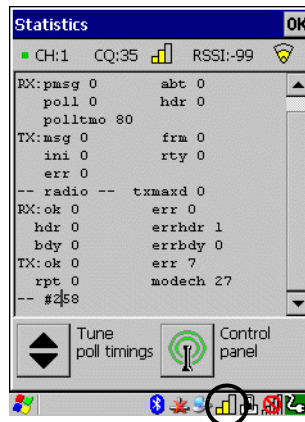 Statistics OK
CH:1 CQ:35 RSSI:-99
RX:pmsg 0 abt 0
poll 0 hdr 0
polltmo 80
TX:msg 0 frm 0
ini 0 rty 0
err 0
-- radio -- txmaxd 0
RX:ok 0 err 0
hdr 0 errhdr 1
bdy 0 errbdy 0
TX:ok 0 err 7
rpt 0 modech 27
-- #258
Tune
poll timings
Control
panel